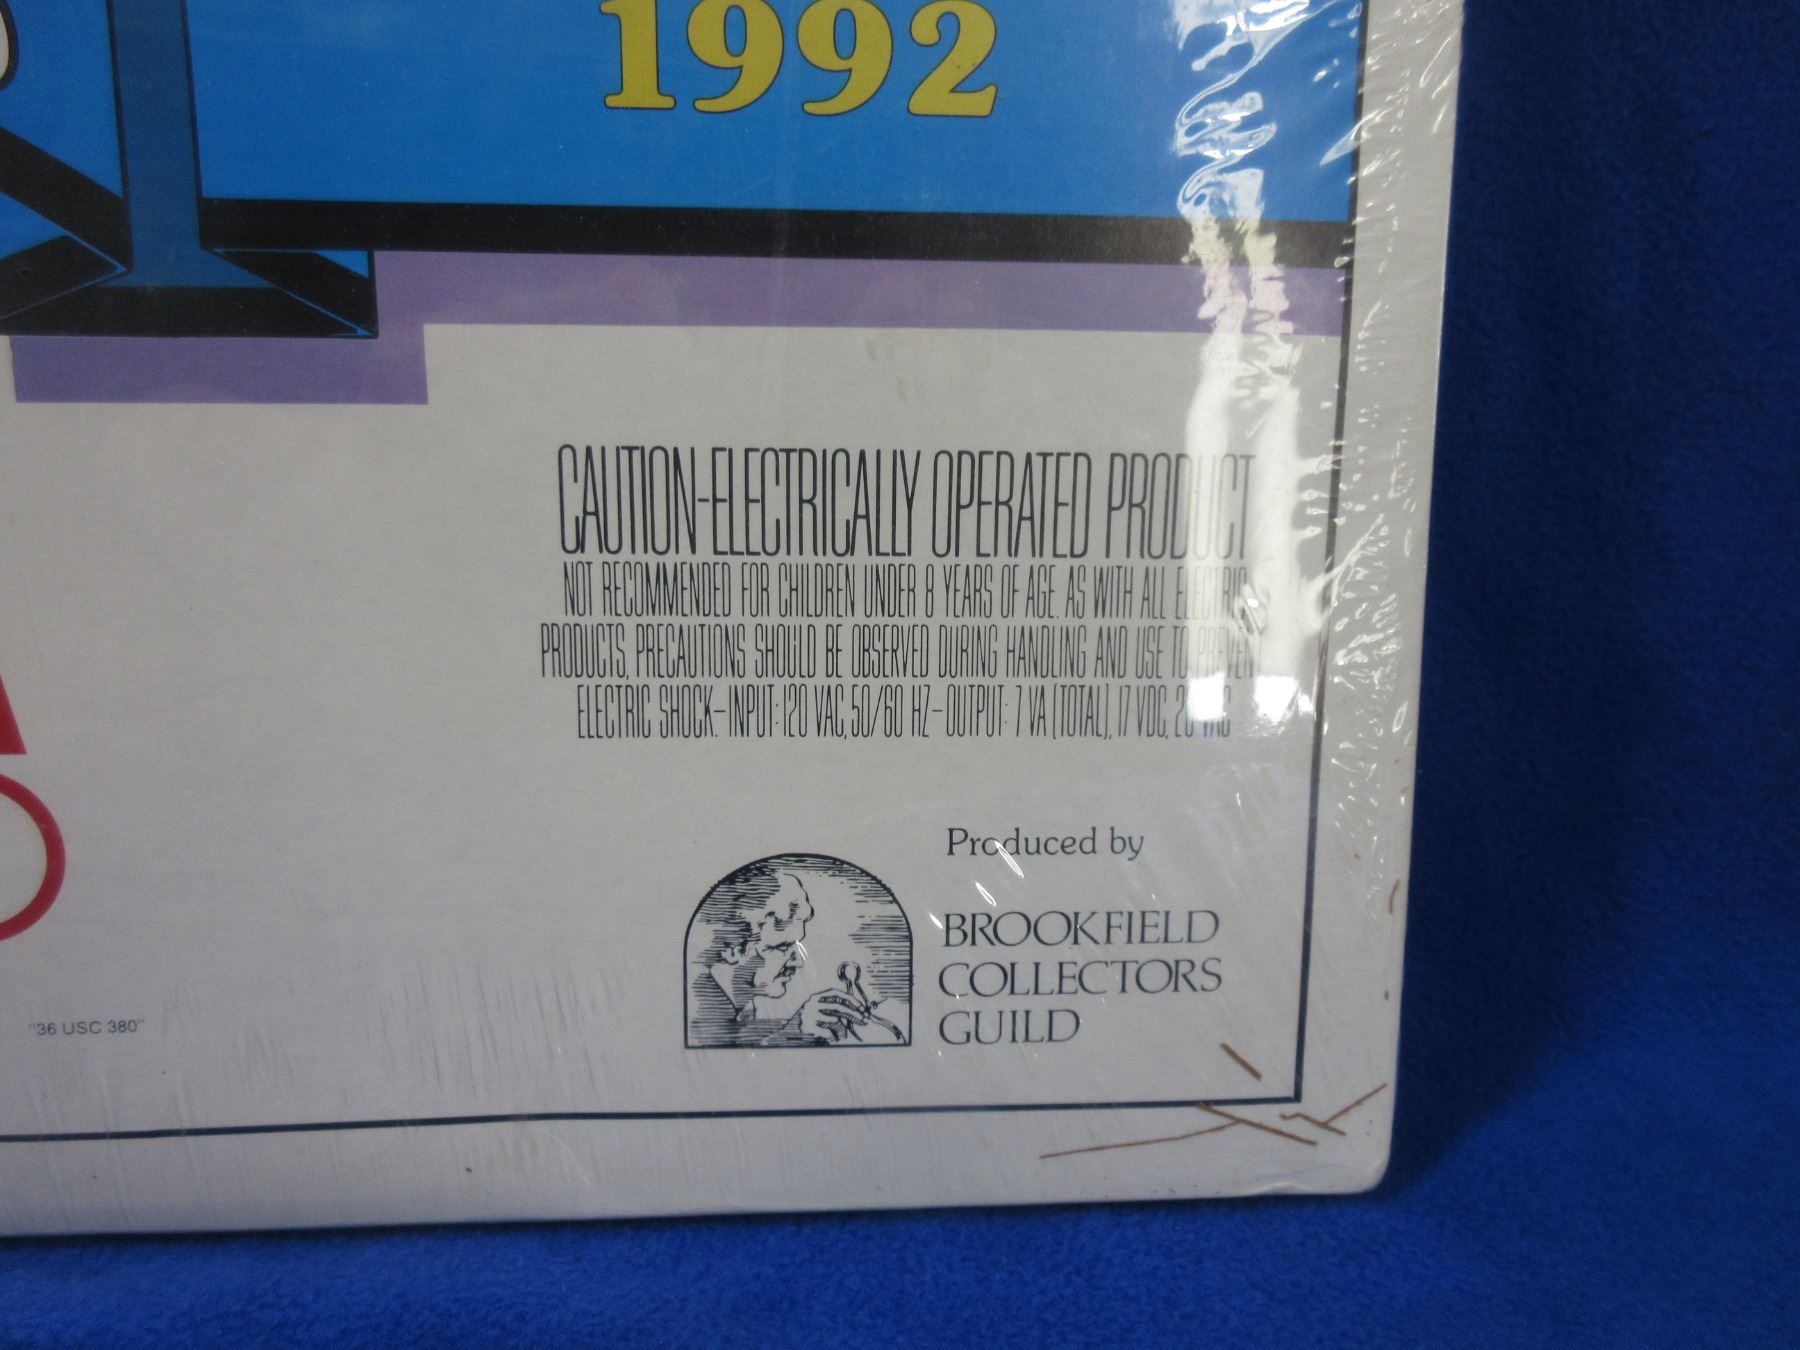 1992
CAUTION-ELECTRICALLY OPERATED PRODUCT
NOT RECOMMENDED FOR CHILDREN UNDER 8 YEARS OF AGE. AS WITH ALL ELECTRIC
PRODUCTS, PRECAUTIONS SHOULD BE OBSERVED DURING HANDLING AND USE TO PREVENT
ELECTRIC SHOCK-INPUT: 120 VAC, 50/60 HZ-OUTPUT: 7 VA (TOTAL), 17 VDC, VAC
Produced by
BROOKFIELD
COLLECTORS
GUILD
"36 USC 380"